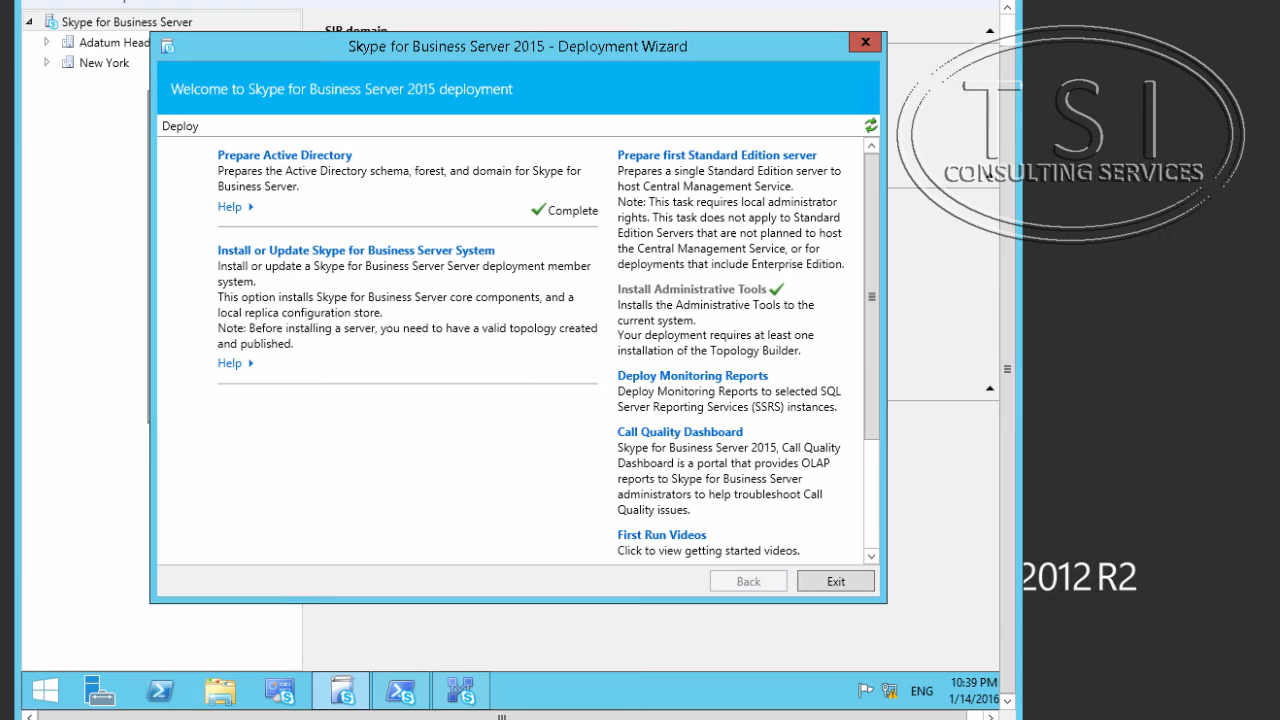 Skype for Business Server
SIP domain
Adatum Head
New York
Skype for Business Server 2015 - Deployment Wizard
X
Welcome to Skype for Business Server 2015 deployment
Deploy
Prepare Active Directory
Prepares the Active Directory schema, forest, and domain for Skype for
Business Server.
Help
Complete
Install or Update Skype for Business Server System
Install or update a Skype for Business Server Server deployment member
system.
This option installs Skype for Business Server core components, and a
local replica configuration store.
Note: Before installing a server, you need to have a valid topology created
and published.
Help
Prepare first Standard Edition server
Prepares a single Standard Edition server to
host Central Management Service.
Note: This task requires local administrator
rights. This task does not apply to Standard
Edition Servers that are not planned to host
the Central Management Service, or for
deployments that include Enterprise Edition.
Install Administrative Tools
Installs the Administrative Tools to the
current system.
Your deployment requires at least one
installation of the Topology Builder.
Deploy Monitoring Reports
Deploy Monitoring Reports to selected SQL
Server Reporting Services (SSRS) instances.
Call Quality Dashboard
Skype for Business Server 2015, Call Quality
Dashboard is a portal that provides OLAP
reports to Skype for Business Server
administrators to help troubleshoot Call
Quality issues.
First Run Videos
Click to view getting started videos.
Back
Exit
TSI
CONSULTING SERVICES
2012 R2
ENG
10:39 PM
1/14/2016